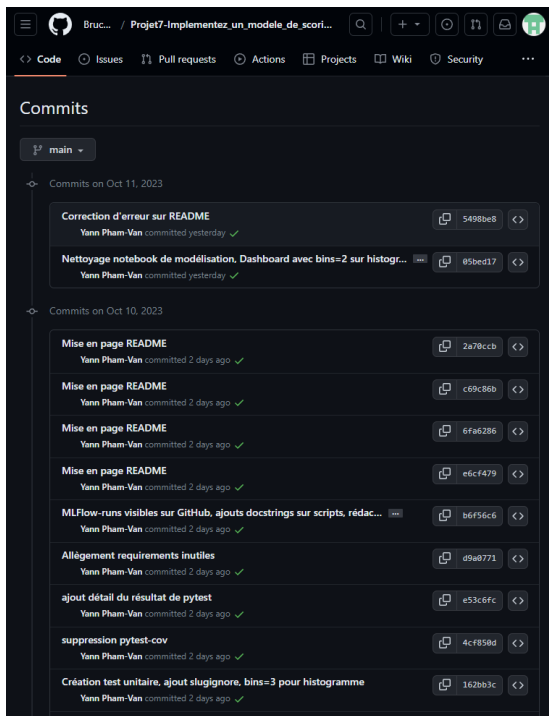 Bruc... / Projet7-Implementez_un_modele_de_scori...
Code Issues Pull requests Actions Projects Wiki Security ...
Commits
main
Commits on Oct 11, 2023
Correction d'erreur sur README
5498be8
Yann Pham-Van committed yesterday
Nettoyage notebook de modélisation, Dashboard avec bins=2 sur histogr... ...
05bed17
Yann Pham-Van committed yesterday
Commits on Oct 10, 2023
Mise en page README
2a70ccb
Yann Pham-Van committed 2 days ago
Mise en page README
c69c86b
Yann Pham-Van committed 2 days ago
Mise en page README
6fa6286
Yann Pham-Van committed 2 days ago
Mise en page README
e6cf479
Yann Pham-Van committed 2 days ago
MLFlow-runs visibles sur GitHub, ajouts docstrings sur scripts, rédac... ...
b6f56c6
Yann Pham-Van committed 2 days ago
Allègement requirements inutiles
d9a0771
Yann Pham-Van committed 2 days ago
ajout détail du résultat de pytest
e53c6fc
Yann Pham-Van committed 2 days ago
suppression pytest-cov
4cf850d
Yann Pham-Van committed 2 days ago
Création test unitaire, ajout slugignore, bins=3 pour histogramme
162bb3c
Yann Pham-Van committed 2 days ago